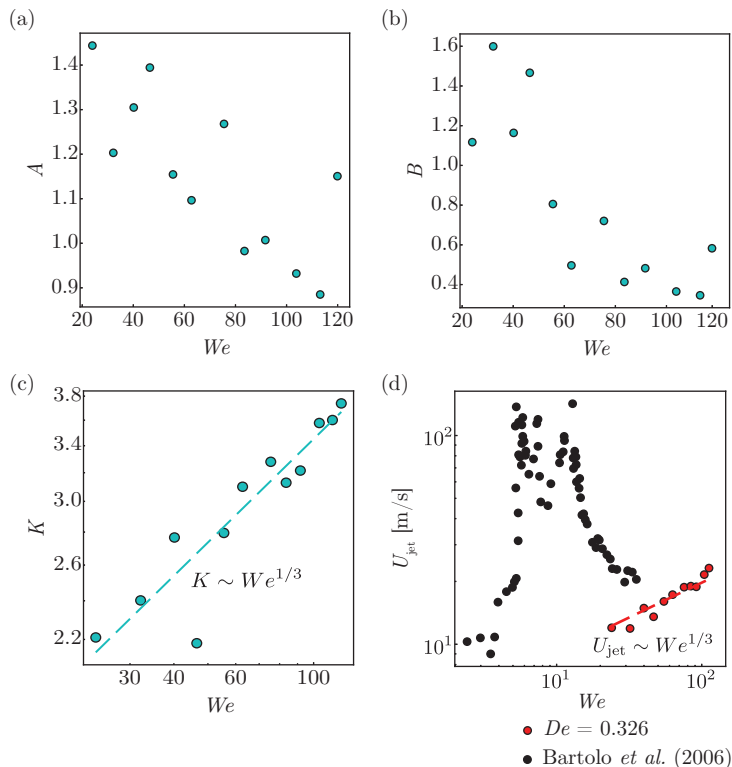 (a)
1.4
1.3
1.2
1.1
1.0
0.9
A
20 40 60 80 100 120
We
(b)
1.6
1.4
1.2
1.0
0.8
0.6
0.4
B
20 40 60 80 100 120
We
(c)
3.8
3.4
3.0
2.6
2.2
K
K ∼ We^{1/3}
30 40 60 100
We
(d)
10^2
10^1
U_{jet} [m/s]
U_{jet} ∼ We^{1/3}
10^1 10^2
We
De = 0.326
Bartolo et al. (2006)